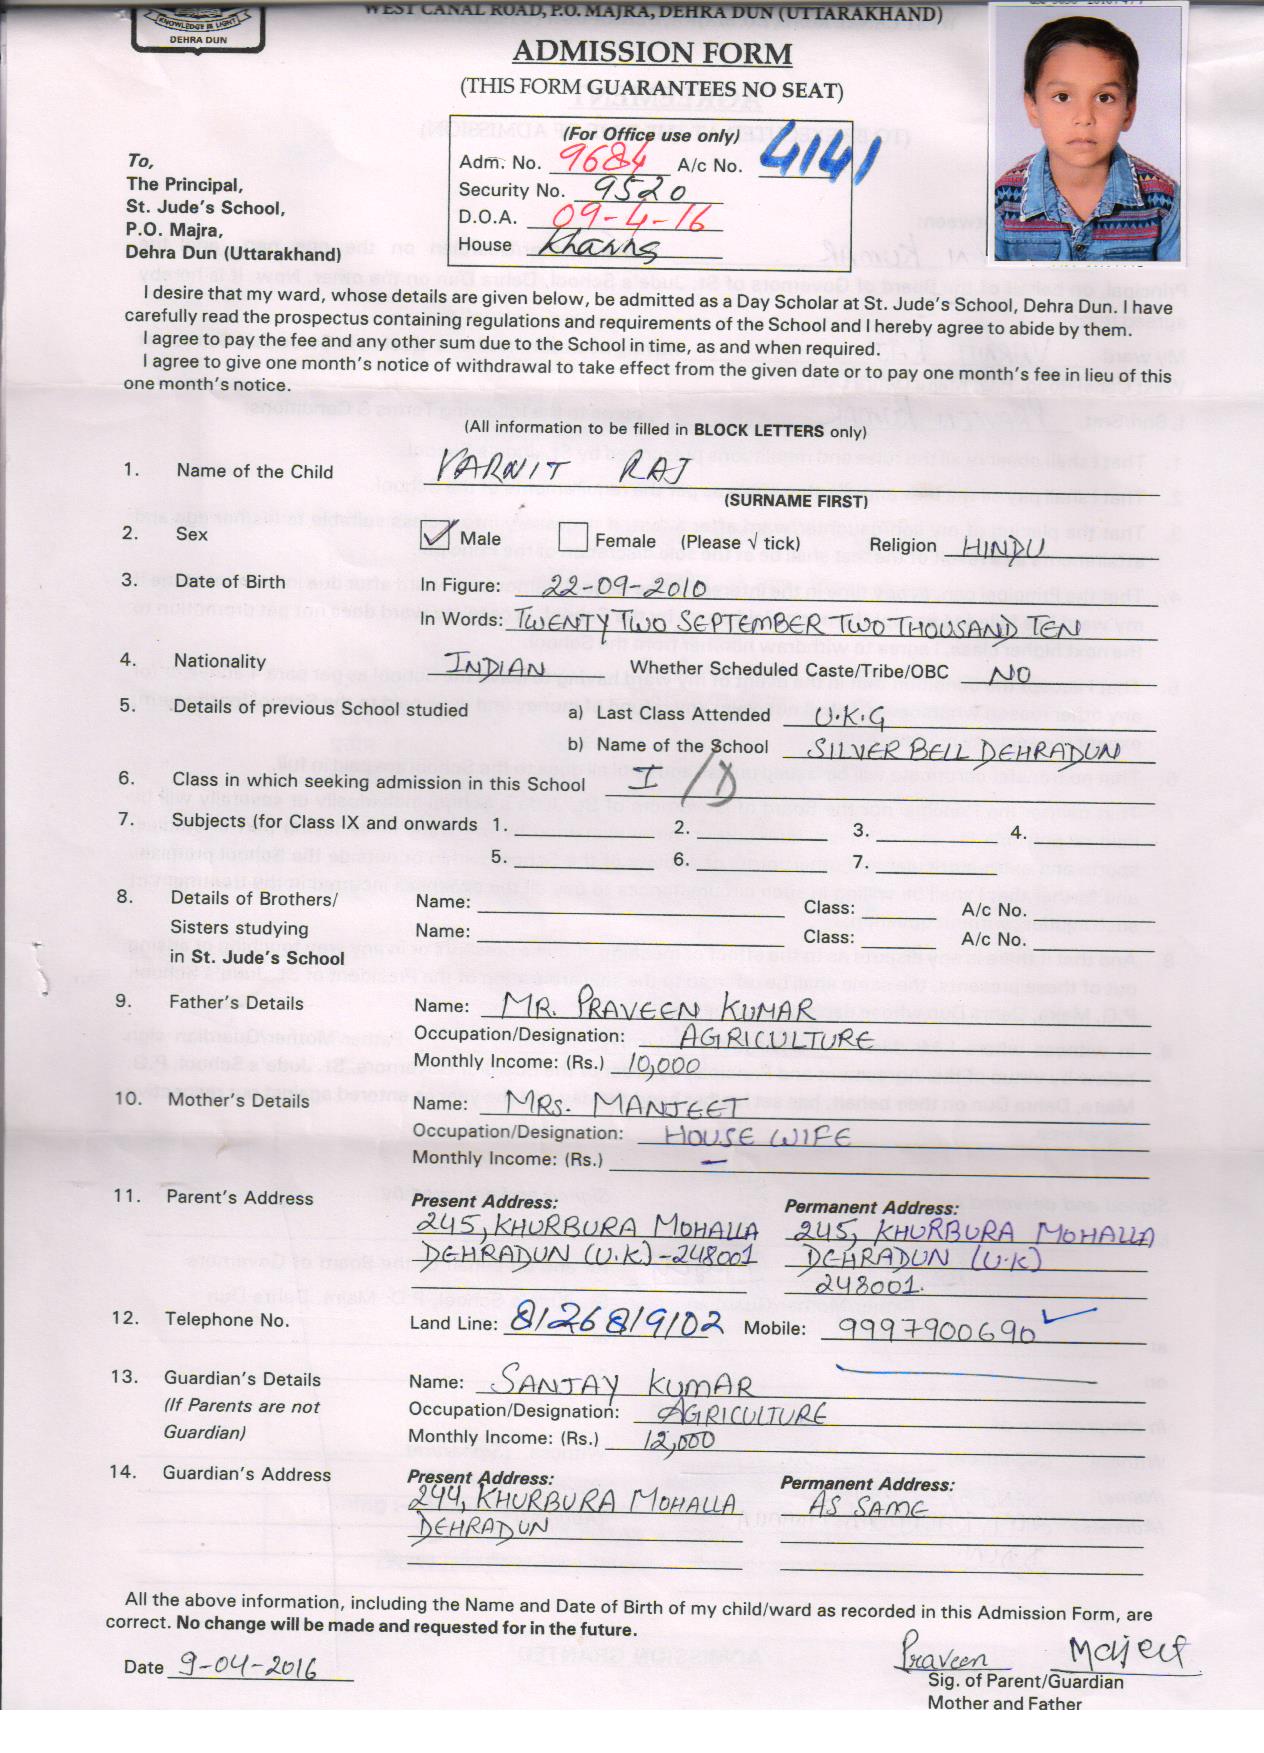 KNOWLEDGE IS LIGHT
DEHRA DUN
WEST CANAL ROAD, P.O. MAJRA, DEHRA DUN (UTTARAKHAND)
ADMISSION FORM
(THIS FORM GUARANTEES NO SEAT)
(For Office use only)
Adm. No. 9684 A/c No. 4141
Security No. 9520
D.O.A. 09-4-16
House
To,
The Principal,
St. Jude's School,
P.O. Majra,
Dehra Dun (Uttarakhand)
I desire that my ward, whose details are given below, be admitted as a Day Scholar at St. Jude's School, Dehra Dun. I have
carefully read the prospectus containing regulations and requirements of the School and I hereby agree to abide by them.
I agree to pay the fee and any other sum due to the School in time, as and when required.
I agree to give one month's notice of withdrawal to take effect from the given date or to pay one month's fee in lieu of this
one month's notice.
(All information to be filled in BLOCK LETTERS only)
1. Name of the Child VARNIT RAJ
(SURNAME FIRST)
2. Sex Male Female (Please √ tick) Religion HINDU
3. Date of Birth In Figure: 22-09-2010
In Words: TWENTY TWO SEPTEMBER TWO THOUSAND TEN
4. Nationality INDIAN Whether Scheduled Caste/Tribe/OBC NO
5. Details of previous School studied a) Last Class Attended U.K.G
b) Name of the School SILVER BELL DEHRADUN
6. Class in which seeking admission in this School I /D
7. Subjects (for Class IX and onwards 1. 2. 3. 4.
5. 6. 7.
8. Details of Brothers/ Name: Class: A/c No.
Sisters studying Name: Class: A/c No.
in St. Jude's School
9. Father's Details Name: MR. PRAVEEN KUMAR
Occupation/Designation: AGRICULTURE
Monthly Income: (Rs.) 10,000
10. Mother's Details Name: MRS. MANJEET
Occupation/Designation: HOUSE WIFE
Monthly Income: (Rs.) –
11. Parent's Address Present Address: Permanent Address:
245, KHURBURA MOHALLA 245, KHURBURA MOHALLA
DEHRADUN (U.K.)-248001 DEHRADUN (U.K)
248001.
12. Telephone No. Land Line: 8126819102 Mobile: 9997900690
13. Guardian's Details Name: SANJAY KUMAR
(If Parents are not Occupation/Designation: AGRICULTURE
Guardian) Monthly Income: (Rs.) 12,000
14. Guardian's Address Present Address: Permanent Address:
244, KHURBURA MOHALLA AS SAME
DEHRADUN
All the above information, including the Name and Date of Birth of my child/ward as recorded in this Admission Form, are
correct. No change will be made and requested for in the future.
Date 9-04-2016 Praveen Majeet
Sig. of Parent/Guardian
Mother and Father